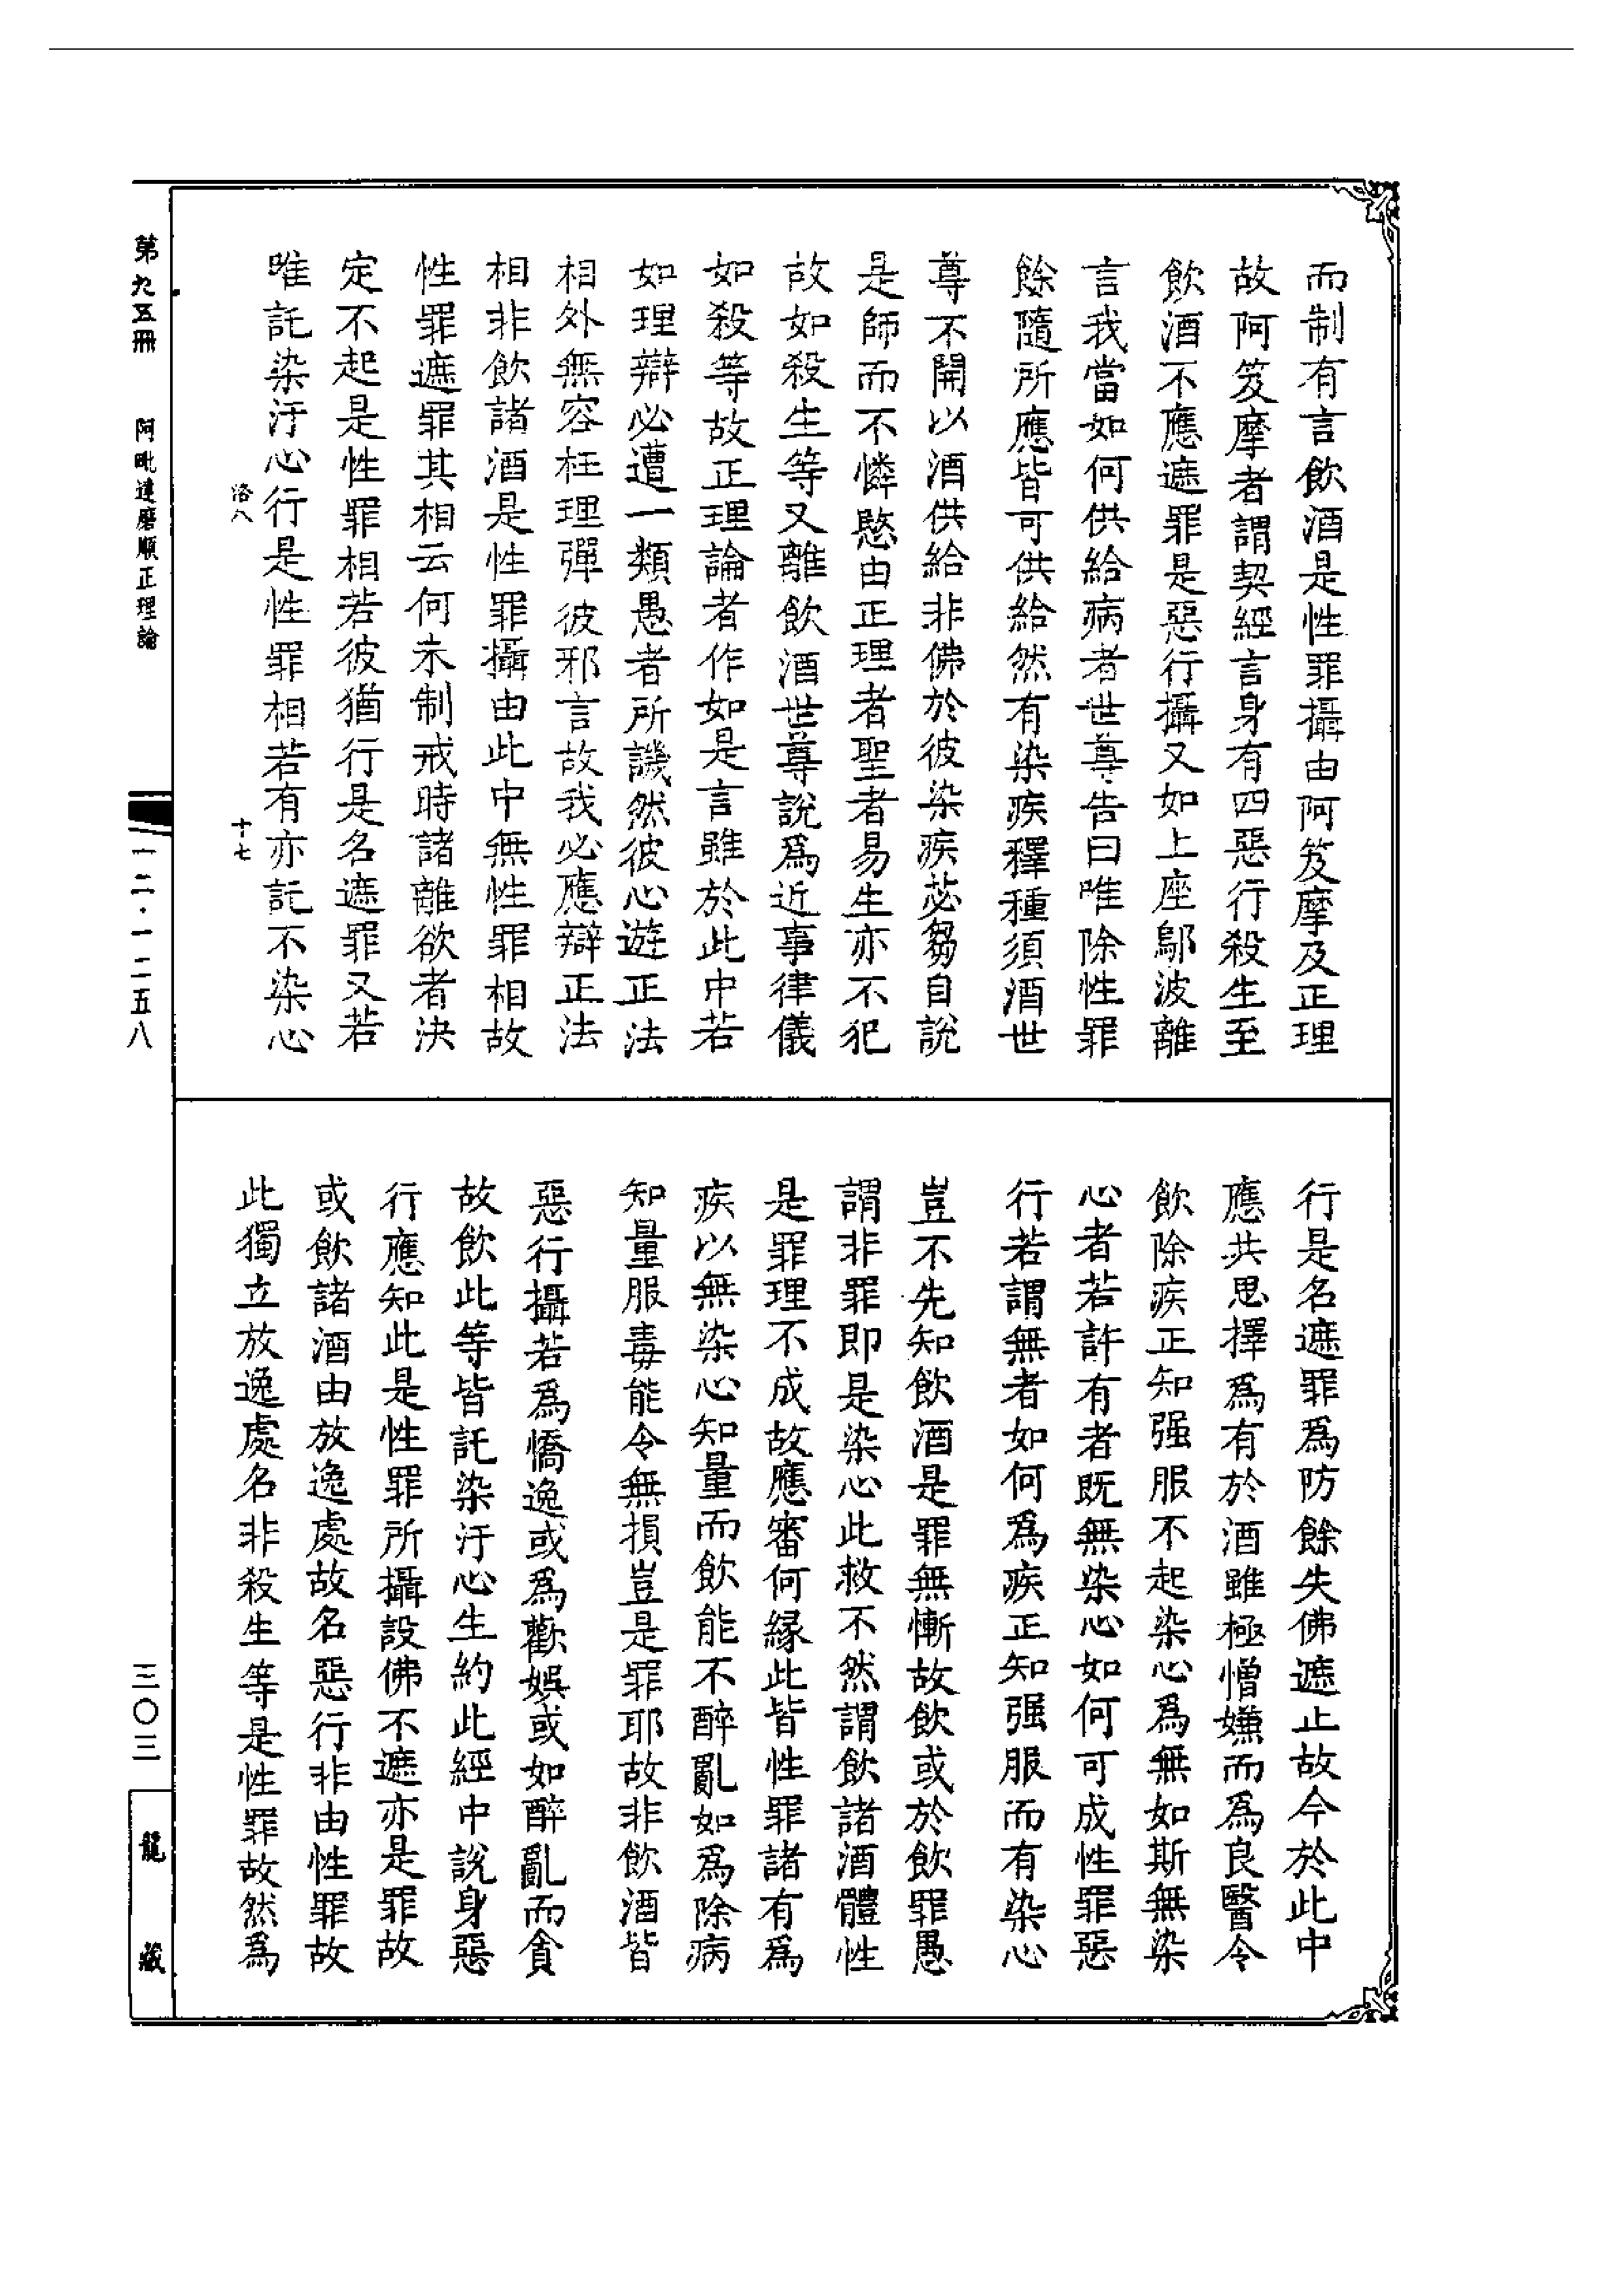 而制有言飲酒是性罪攝由阿笈摩及正理
故阿笈摩者謂契經言身有四惡行殺生至
飲酒不應遮罪是惡行攝又如上座鄔波離
言我當如何供給病者世尊告曰唯除性罪
餘隨所應皆可供給然有染疾釋種須酒世
尊不開以酒供給非佛於彼染疾苾芻自說
是師而不憐愍由正理者聖者易生亦不犯
故如殺生等又離飲酒世尊說爲近事律儀
如殺等故正理論者作如是言雖於此中若
如理辯必遭一類愚者所譏然彼心遊正法
相外無容枉理彈彼邪言故我必應辯正法
相非飲諸酒是性罪攝由此中無性罪相故
性罪遮罪其相云何未制戒時諸離欲者決
定不起是性罪相若彼猶行是名遮罪又若
唯託染汙心行是性罪相若有亦託不染心
洛八 十七
行是名遮罪爲防餘失佛遮止故今於此中
應共思擇爲有於酒雖極憎嫌而爲良醫令
飲除疾正知强服不起染心爲無如斯無染
心者若許有者既無染心如何可成性罪惡
行若謂無者如何爲疾正知强服而有染心
豈不先知飲酒是罪無慚故飲或於飲罪愚
謂非罪即是染心此救不然謂飲諸酒體性
是罪理不成故應審何緣此皆性罪諸有爲
疾以無染心知量而飲能不醉亂如爲除病
知量服毒能令無損豈是罪耶故非飲酒皆
惡行攝若爲憍逸或爲歡娛或如醉亂而貪
故飲此等皆託染汙心生約此經中說身惡
行應知此是性罪所攝設佛不遮亦是罪故
或飲諸酒由放逸處故名惡行非由性罪故
此獨立放逸處名非殺生等是性罪故然爲
第九五冊 阿毗達磨順正理論
一二·一二五八
三〇三
龍藏